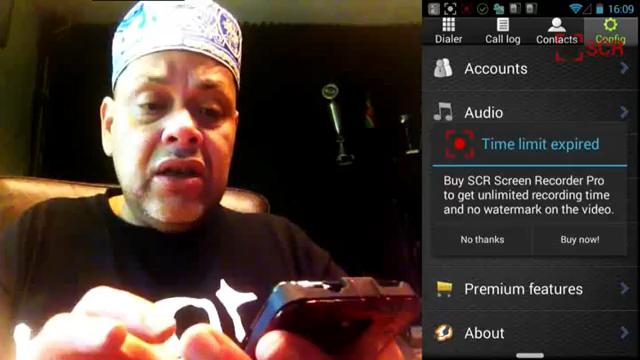 16:09
Dialer
Call log
Contacts
Config
SCR
Accounts
Audio
Time limit expired
Buy SCR Screen Recorder Pro
to get unlimited recording time
and no watermark on the video.
No thanks
Buy now!
Premium features
About